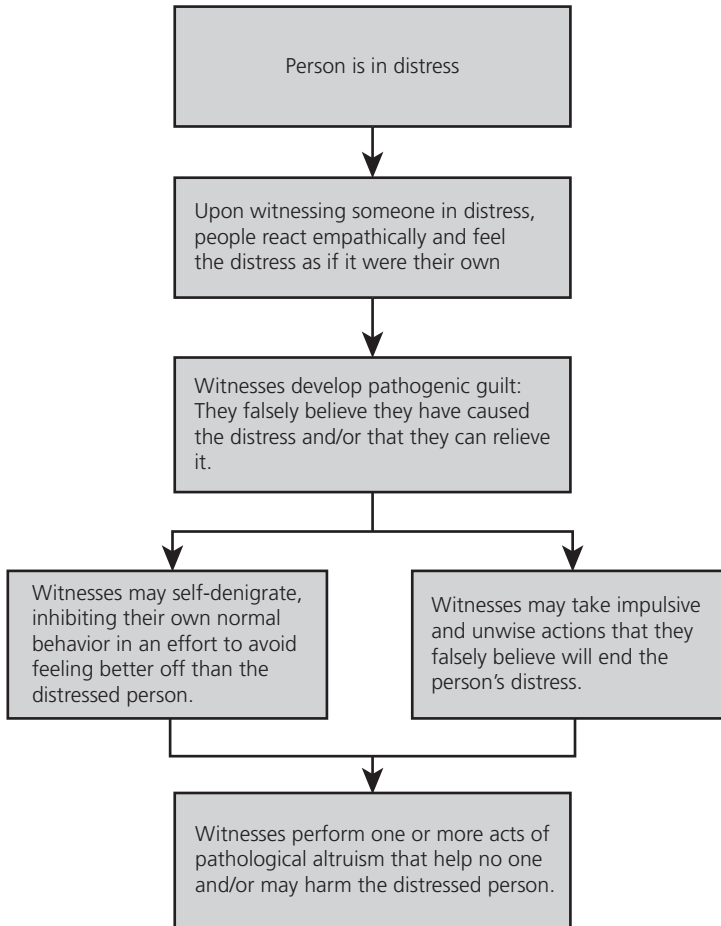 Person is in distress
Upon witnessing someone in distress,
people react empathically and feel
the distress as if it were their own
Witnesses develop pathogenic guilt:
They falsely believe they have caused
the distress and/or that they can relieve
it.
Witnesses may self-denigrate,
inhibiting their own normal
behavior in an effort to avoid
feeling better off than the
distressed person.
Witnesses may take impulsive
and unwise actions that they
falsely believe will end the
person's distress.
Witnesses perform one or more acts of
pathological altruism that help no one
and/or may harm the distressed person.